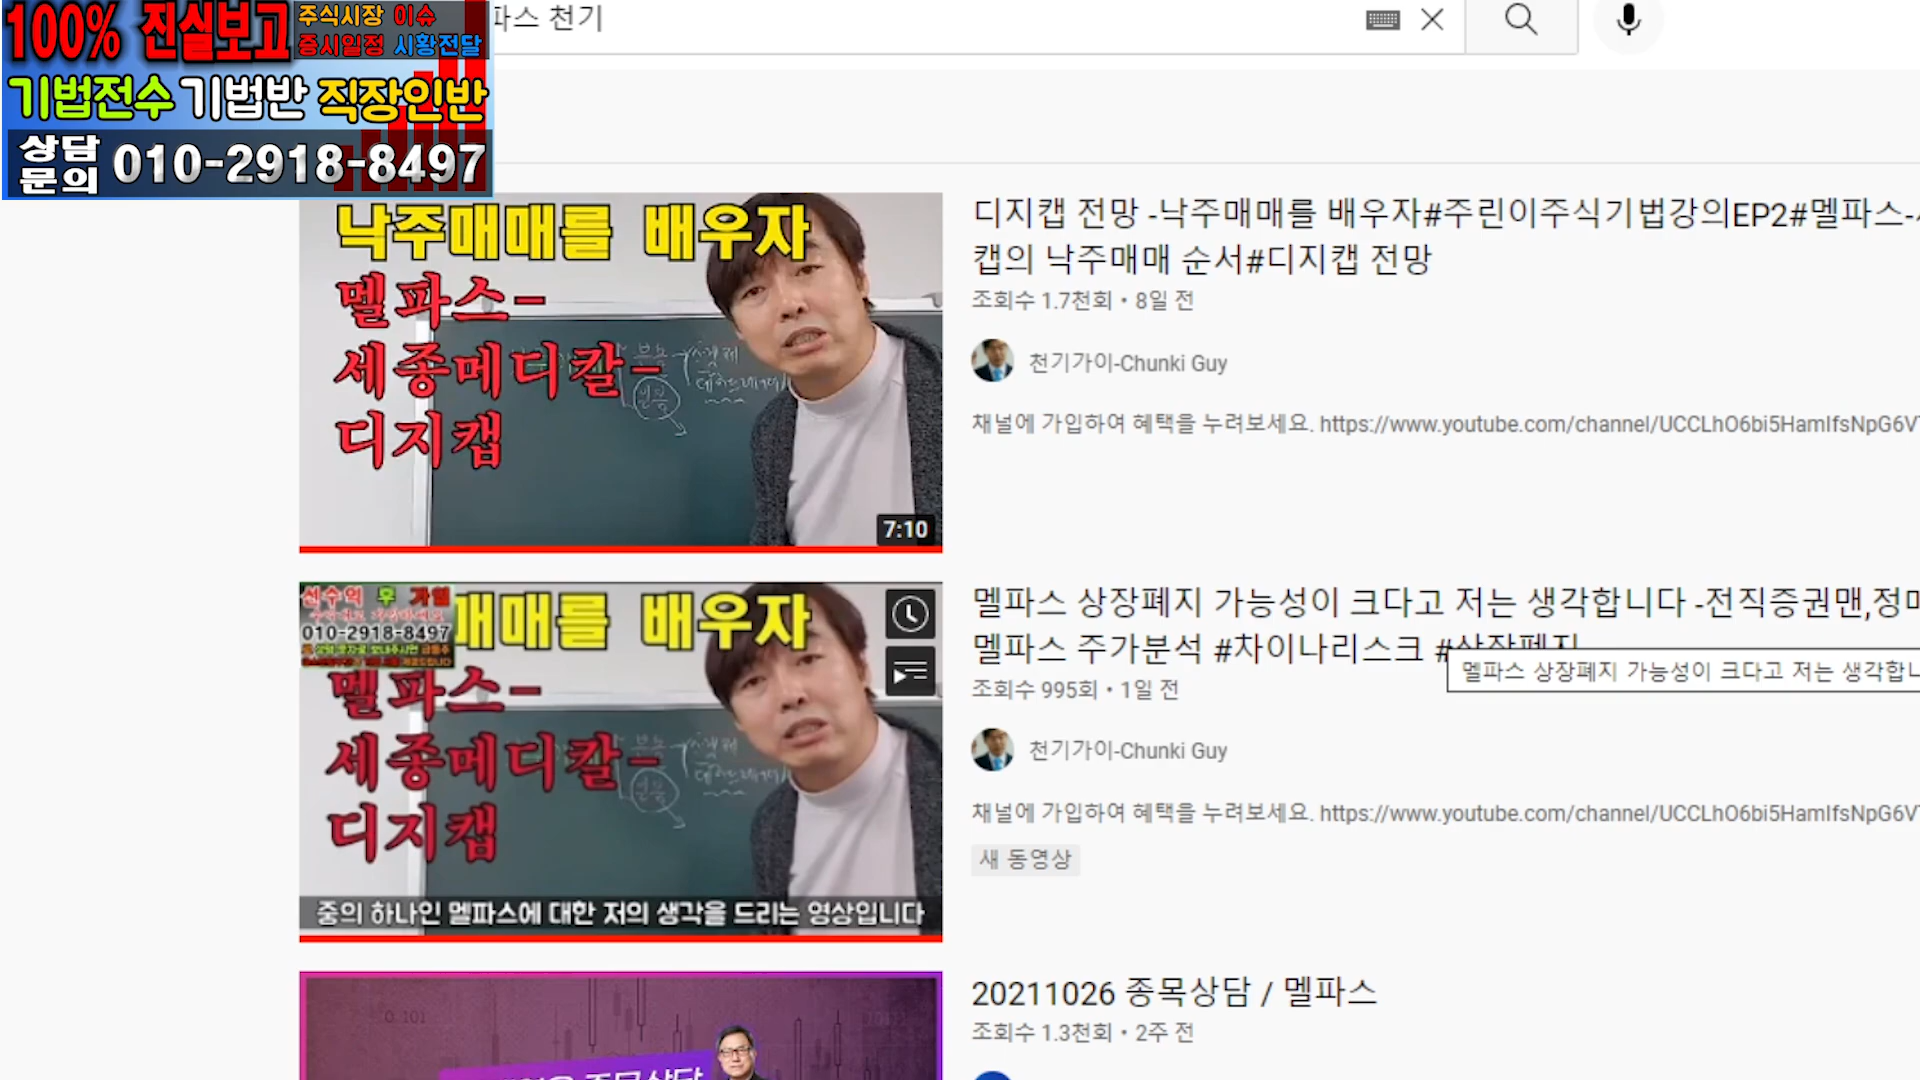 100% 진실보고
주식시장 이슈
증시일정 시황전달
기법전수 기법반 직장인반
상담문의 010-2918-8497
파스 천기
낙주매매를 배우자
멜파스-
세종메디칼-
디지캡
7:10
디지캡 전망 -낙주매매를 배우자#주린이주식기법강의EP2#멜파스-
캡의 낙주매매 순서#디지캡 전망
조회수 1.7천회 • 8일 전
천기가이-Chunki Guy
채널에 가입하여 혜택을 누려보세요. https://www.youtube.com/channel/UCCLhO6bi5HamIfsNpG6V
선수익 후 가입
010-2918-8497
매매를 배우자
멜파스-
세종메디칼-
디지캡
중의 하나인 멜파스에 대한 저의 생각을 드리는 영상입니다
멜파스 상장폐지 가능성이 크다고 저는 생각합니다 -전직증권맨,정
멜파스 주가분석 #차이나리스크 #상장폐지
멜파스 상장폐지 가능성이 크다고 저는 생각합니
조회수 995회 • 1일 전
천기가이-Chunki Guy
채널에 가입하여 혜택을 누려보세요. https://www.youtube.com/channel/UCCLhO6bi5HamIfsNpG6V
새 동영상
20211026 종목상담 / 멜파스
조회수 1.3천회 • 2주 전
종목상담